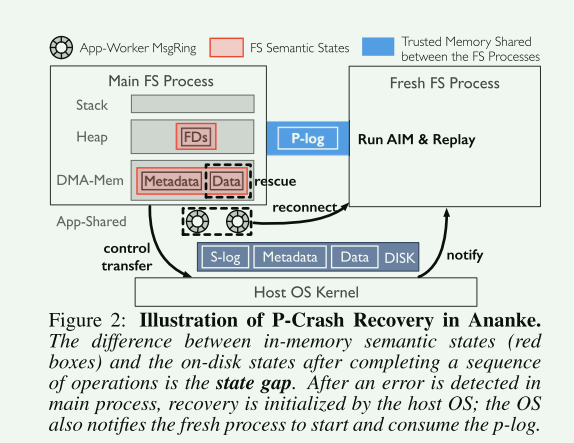 App-Worker MsgRing
FS Semantic States
Trusted Memory Shared
between the FS Processes
Main FS Process
Fresh FS Process
Stack
Heap
FDs
P-log
Run AIM & Replay
DMA-Mem
Metadata
Data
rescue
reconnect
App-Shared
control
transfer
S-log
Metadata
Data
DISK
notify
Host OS Kernel
Figure 2: Illustration of P-Crash Recovery in Ananke.
The difference between in-memory semantic states (red
boxes) and the on-disk states after completing a sequence
of operations is the state gap. After an error is detected in
main process, recovery is initialized by the host OS; the OS
also notifies the fresh process to start and consume the p-log.